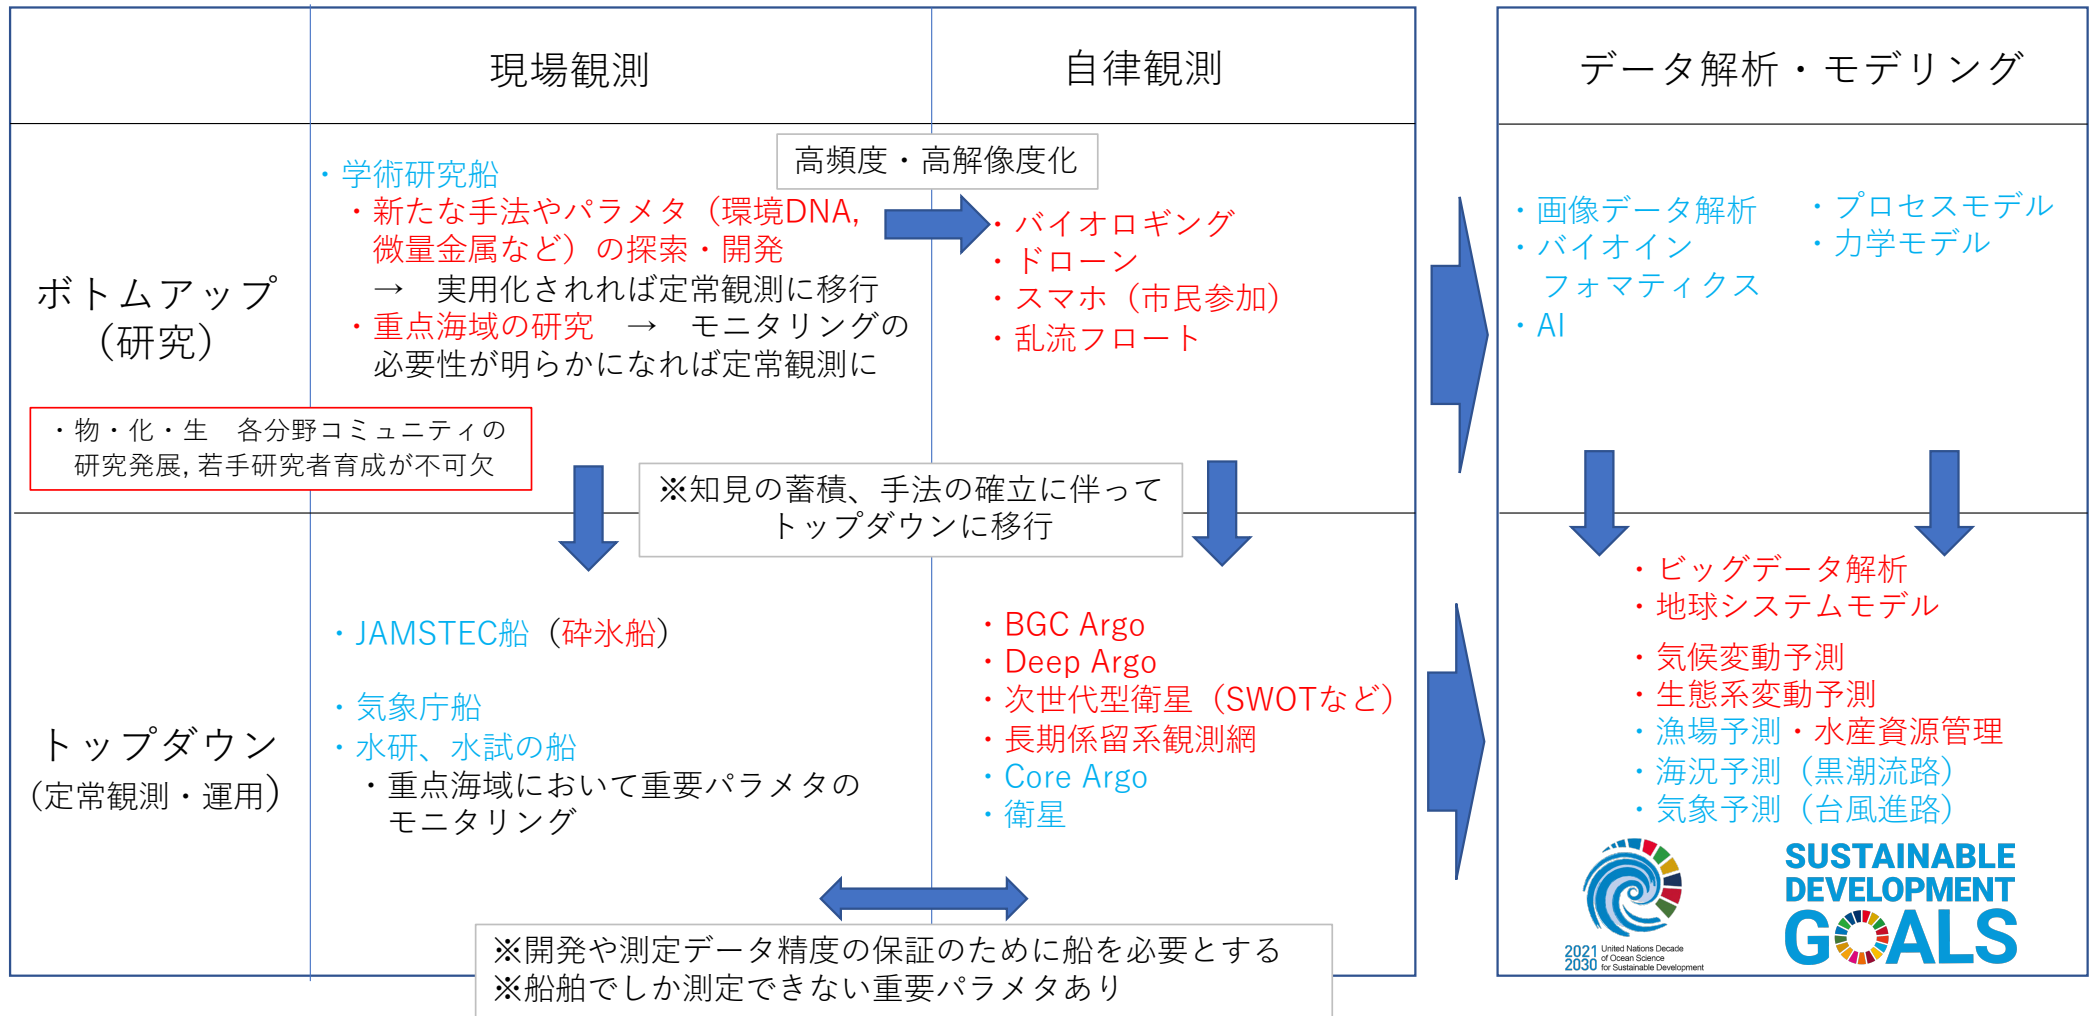 現場観測
自律観測
データ解析・モデリング
ボトムアップ
（研究）
・学術研究船
・新たな手法やパラメタ（環境DNA,
微量金属など）の探索・開発
→　実用化されれば定常観測に移行
・重点海域の研究　→　モニタリングの
必要性が明らかになれば定常観測に
高頻度・高解像度化
・バイオロギング
・ドローン
・スマホ（市民参加）
・乱流フロート
・画像データ解析
・バイオイン
フォマティクス
・AI
・プロセスモデル
・力学モデル
・物・化・生　各分野コミュニティの
研究発展, 若手研究者育成が不可欠
※知見の蓄積、手法の確立に伴って
トップダウンに移行
トップダウン
（定常観測・運用）
・JAMSTEC船（砕氷船）
・気象庁船
・水研、水試の船
・重点海域において重要パラメタの
モニタリング
・BGC Argo
・Deep Argo
・次世代型衛星（SWOTなど）
・長期係留系観測網
・Core Argo
・衛星
・ビッグデータ解析
・地球システムモデル
・気候変動予測
・生態系変動予測
・漁場予測・水産資源管理
・海況予測（黒潮流路）
・気象予測（台風進路）
2021
2030
United Nations Decade
of Ocean Science
for Sustainable Development
SUSTAINABLE
DEVELOPMENT
GOALS
※開発や測定データ精度の保証のために船を必要とする
※船舶でしか測定できない重要パラメタあり